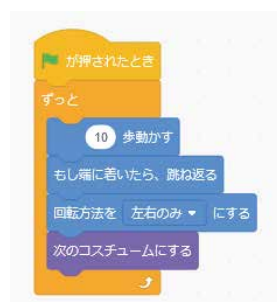 が押されたとき
ずっと
10 歩動かす
もし端に着いたら、跳ね返る
回転方法を 左右のみ にする
次のコスチュームにする